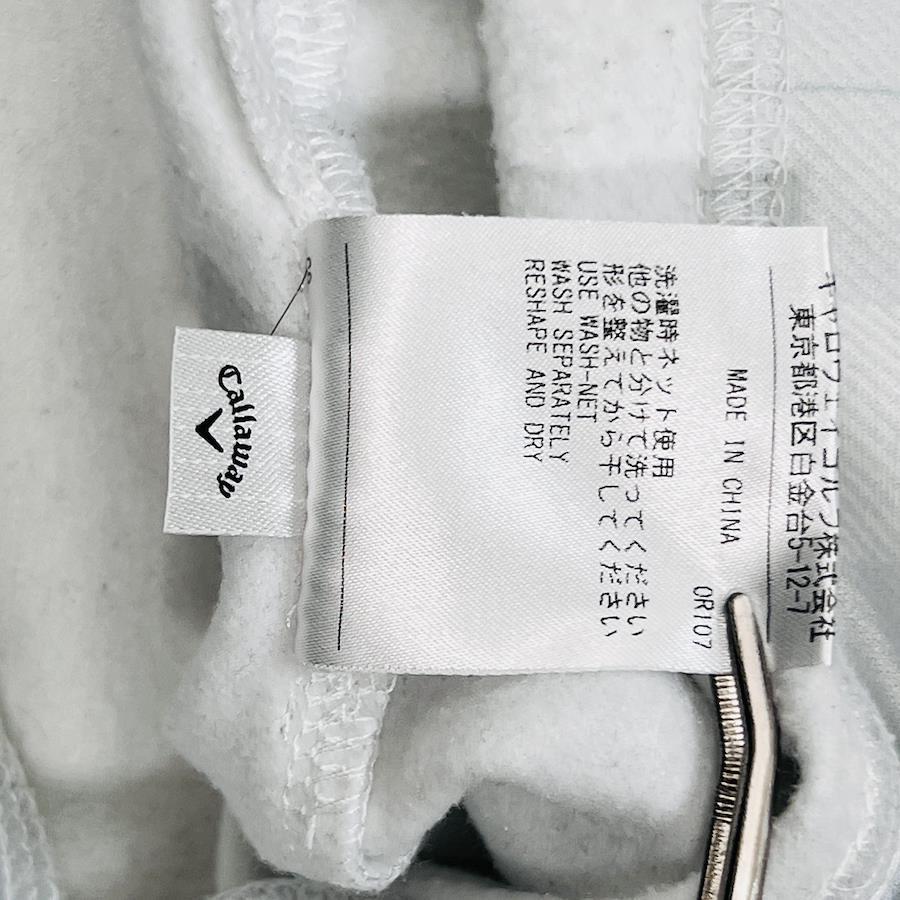 Callaway
洗濯時ネット使用
他の物と分けて洗ってください
形を整えてから干してください
USE WASH-NET
WASH SEPARATELY
RESHAPE AND DRY
MADE IN CHINA
OR107
キャロウェイゴルフ株式会社
東京都港区白金台5-12-7